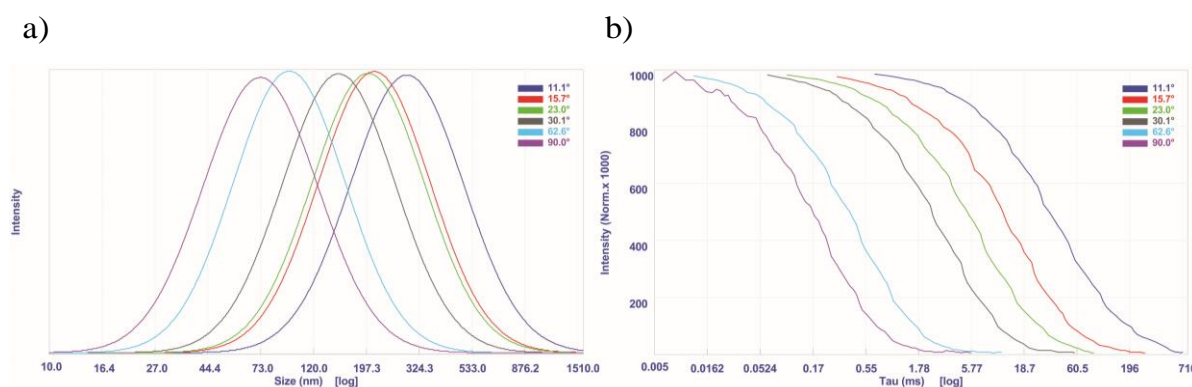 a)
b)
Intensity
11.1°
15.7°
23.0°
30.1°
62.6°
90.0°
10.0 16.4 27.0 44.4 73.0 120.0 197.3 324.3 533.0 876.2 1510.0
Size (nm) [log]
Intensity (Norm.x 1000)
1000
800
600
400
200
11.1°
15.7°
23.0°
30.1°
62.6°
90.0°
0.005 0.0162 0.0524 0.17 0.55 1.78 5.77 18.7 60.5 196 710
Tau (ms) [log]